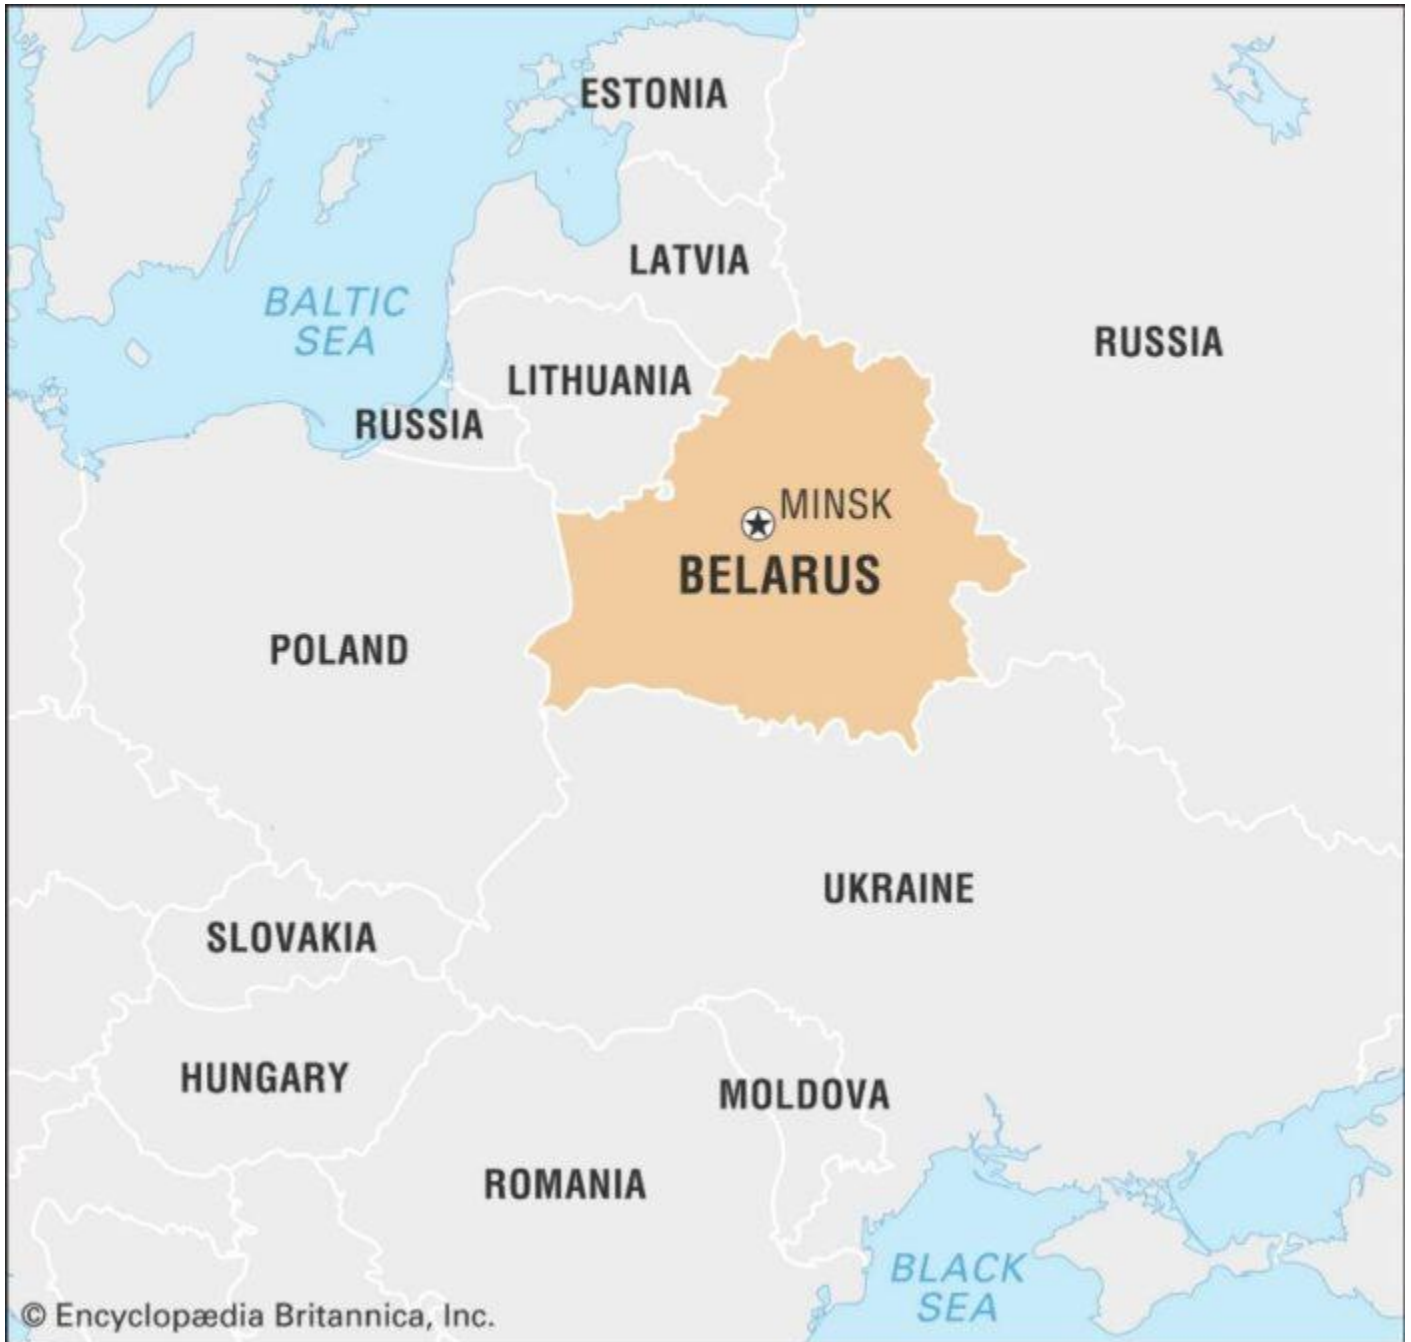 ESTONIA
LATVIA
BALTIC
SEA
RUSSIA
LITHUANIA
RUSSIA
MINSK
BELARUS
POLAND
UKRAINE
SLOVAKIA
HUNGARY
MOLDOVA
ROMANIA
BLACK
SEA
© Encyclopædia Britannica, Inc.